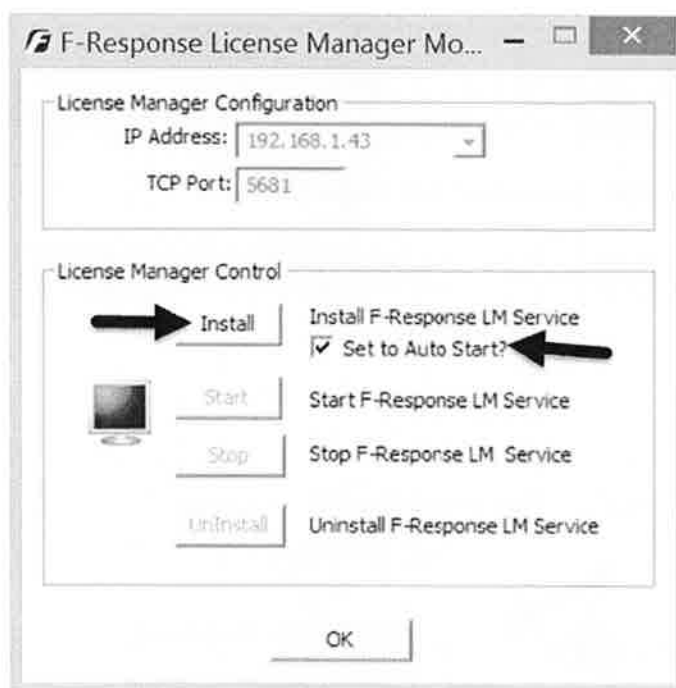 F-Response License Manager Mo...
License Manager Configuration
IP Address: 192.168.1.43
TCP Port: 5681
License Manager Control
Install Install F-Response LM Service
Set to Auto Start?
Start Start F-Response LM Service
Stop Stop F-Response LM Service
UnInstall Uninstall F-Response LM Service
OK